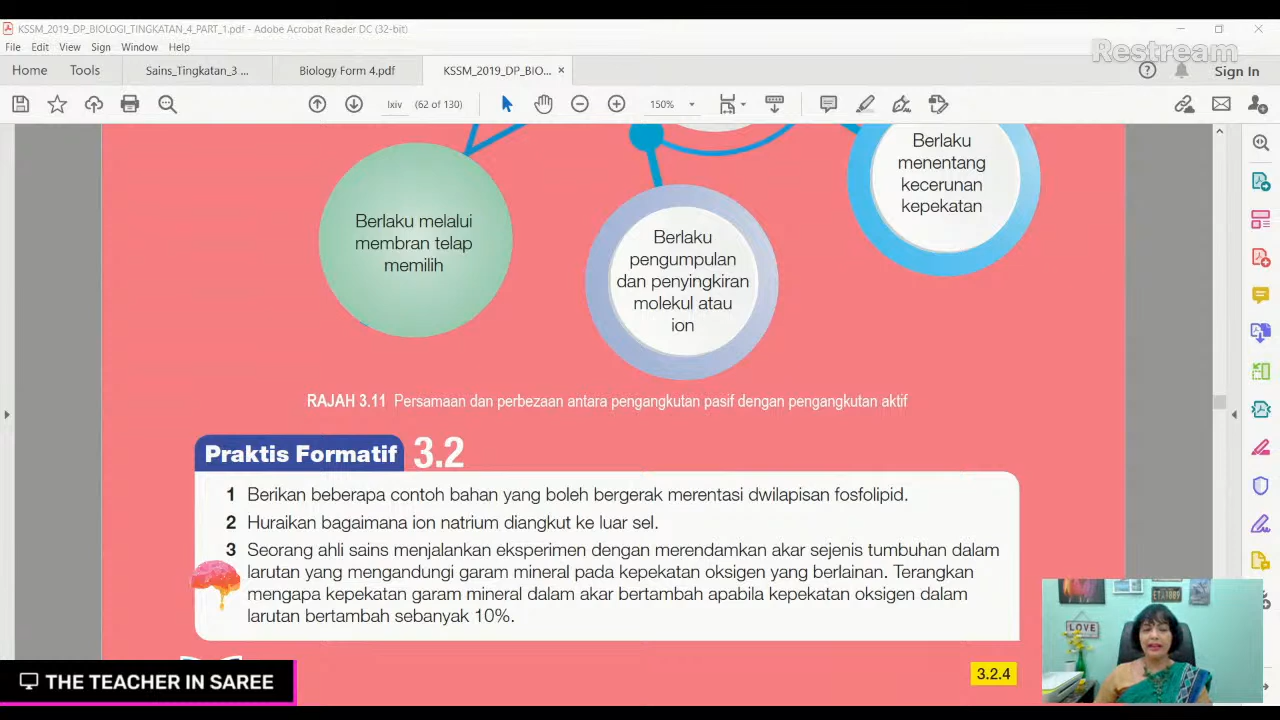 KSSM_2019_DP_BIOLOGI_TINGKATAN_4_PART_1.pdf - Adobe Acrobat Reader DC (32-bit)
File Edit View Sign Window Help
Restream
Home Tools Sains_Tingkatan_3 ... Biology Form 4.pdf KSSM_2019_DP_BIO... × Sign In
lxiv (62 of 130) 150%
Berlaku
menentang
kecerunan
kepekatan
Berlaku melalui
membran telap
memilih
Berlaku
pengumpulan
dan penyingkiran
molekul atau
ion
RAJAH 3.11 Persamaan dan perbezaan antara pengangkutan pasif dengan pengangkutan aktif
Praktis Formatif 3.2
1 Berikan beberapa contoh bahan yang boleh bergerak merentasi dwilapisan fosfolipid.
2 Huraikan bagaimana ion natrium diangkut ke luar sel.
3 Seorang ahli sains menjalankan eksperimen dengan merendamkan akar sejenis tumbuhan dalam
larutan yang mengandungi garam mineral pada kepekatan oksigen yang berlainan. Terangkan
mengapa kepekatan garam mineral dalam akar bertambah apabila kepekatan oksigen dalam
larutan bertambah sebanyak 10%.
LOVE
THE TEACHER IN SAREE
3.2.4